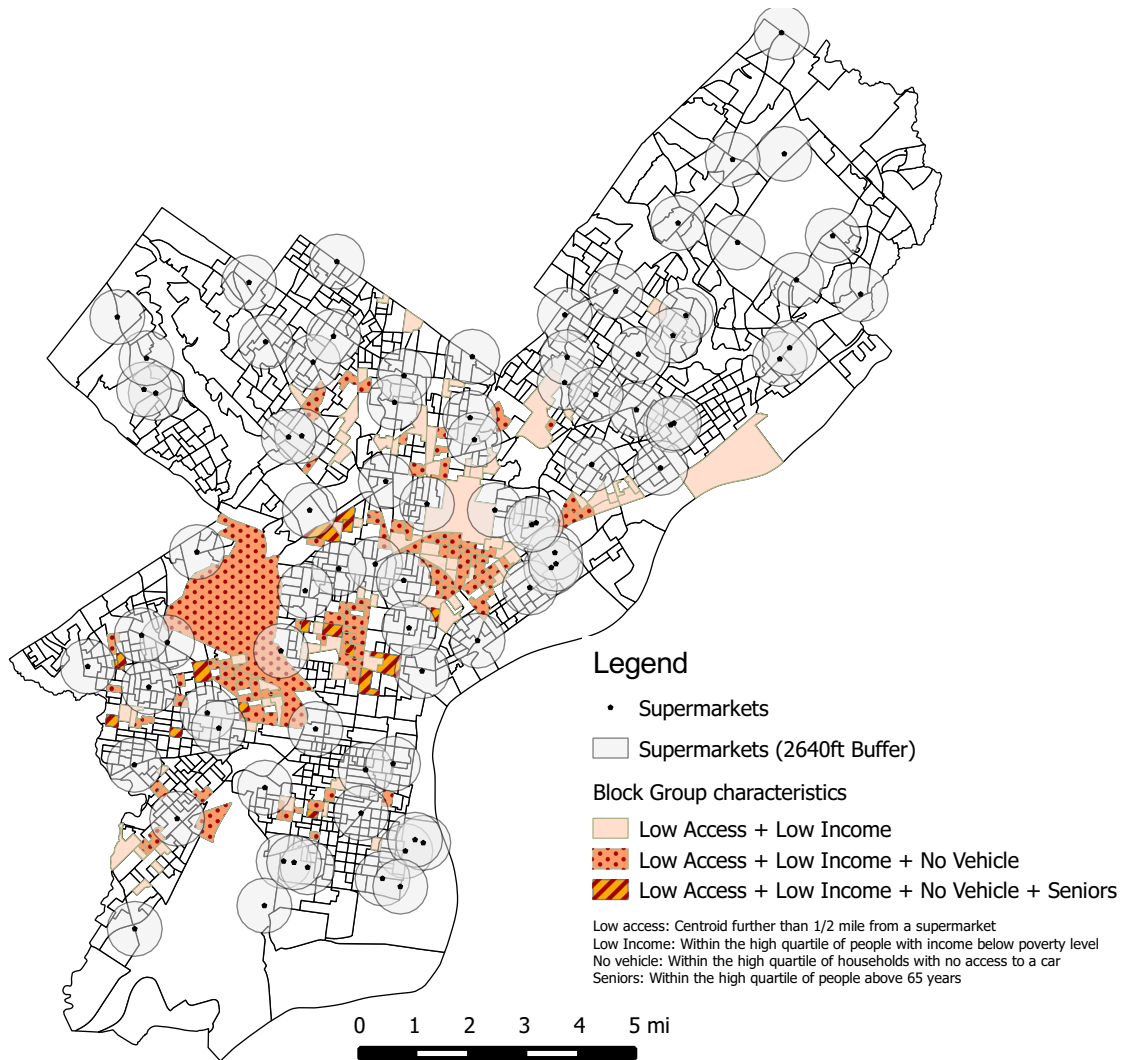 Legend
Supermarkets
Supermarkets (2640ft Buffer)
Block Group characteristics
Low Access + Low Income
Low Access + Low Income + No Vehicle
Low Access + Low Income + No Vehicle + Seniors
Low access: Centroid further than 1/2 mile from a supermarket
Low Income: Within the high quartile of people with income below poverty level
No vehicle: Within the high quartile of households with no access to a car
Seniors: Within the high quartile of people above 65 years
0 1 2 3 4 5 mi